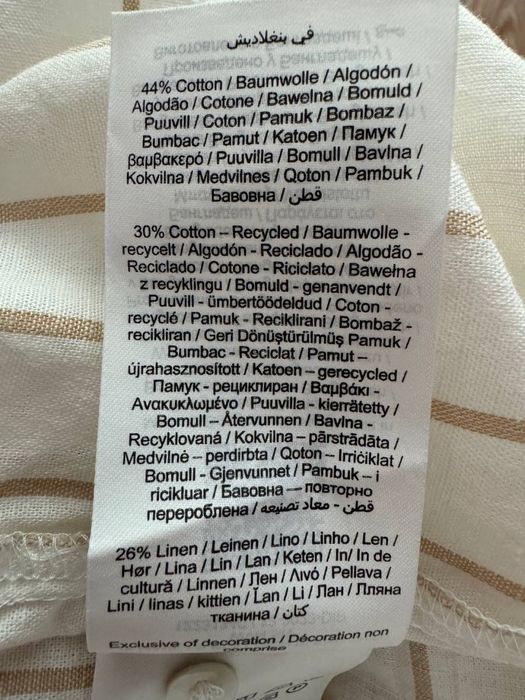 في بنغلاديش
44% Cotton / Baumwolle / Algodón /
Algodão / Cotone / Bawełna / Bomuld /
Puuvill / Coton / Pamuk / Bombaz /
Bumbac / Pamut / Katoen / Памук /
βαμβακερό / Puuvilla / Bomull / Bavlna /
Kokvilna / Medvilnes / Qoton / Pambuk /
Бавовна / قطن
30% Cotton – Recycled / Baumwolle -
recycelt / Algodón - Reciclado / Algodão -
Reciclado / Cotone - Riciclato / Bawełna
z recyklingu / Bomuld - genanvendt /
Puuvill - ümbertöödeldud / Coton -
recyclé / Pamuk - Reciklirani / Bombaž -
recikliran / Geri Dönüştürülmüş Pamuk /
Bumbac - Reciclat / Pamut –
újrahasznosított / Katoen – gerecycled /
Памук - рециклиран / Βαμβάκι -
Ανακυκλωμένο / Puuvilla - kierrätetty /
Bomull – Återvunnen / Bavlna -
Recyklovaná / Kokvilna – pārstrādāta /
Medvilnė – perdirbta / Qoton – Irriċiklat /
Bomull - Gjenvunnet / Pambuk – i
ricikluar / Бавовна — повторно
перероблена / قطن - معاد تصنيعه
26% Linen / Leinen / Lino / Linho / Len /
Hør / Lina / Lin / Lan / Keten / In / In de
cultură / Linnen / Лен / Λινό / Pellava /
Lini / linas / kittien / Lan / Li / Лан / Лляна
тканина / كتان
Exclusive of decoration / Décoration non
comprise